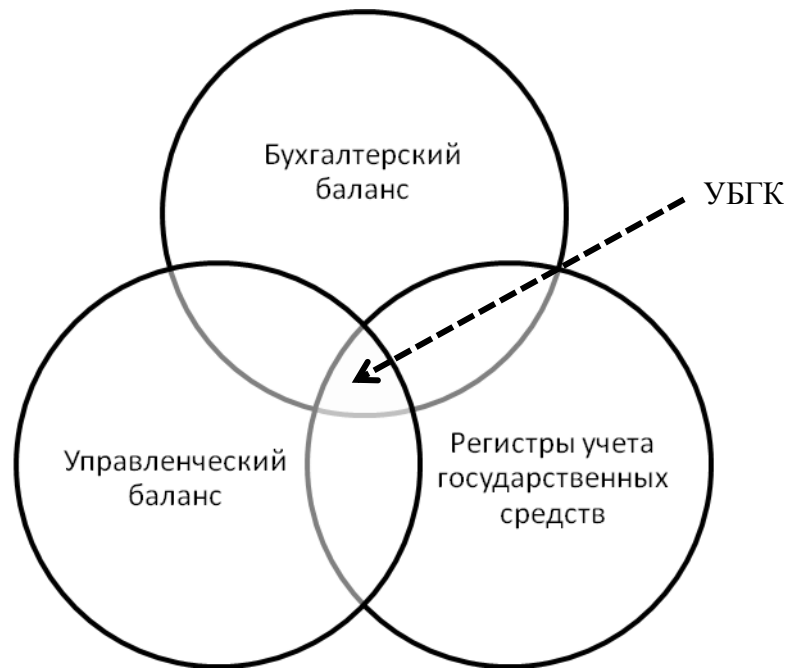 Бухгалтерский
баланс
УБГК
Управленческий
баланс
Регистры учета
государственных
средств